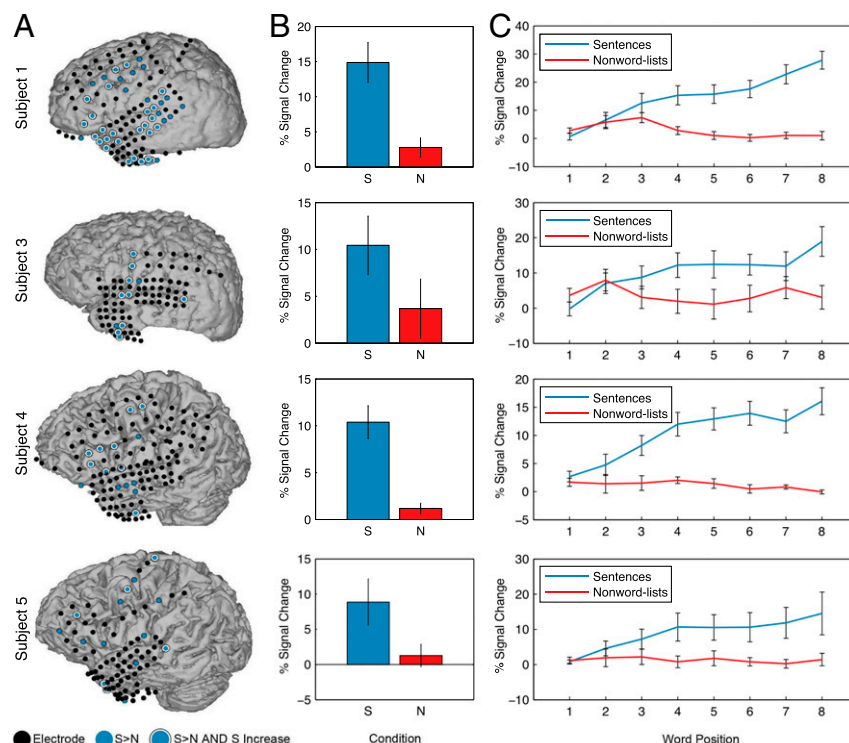 A
B
C
Subject 1
% Signal Change
20
15
10
5
0
S
N
% Signal Change
40
30
20
10
0
−10
Sentences
Nonword-lists
1 2 3 4 5 6 7 8
Subject 3
% Signal Change
15
10
5
0
S
N
% Signal Change
30
20
10
0
−10
Sentences
Nonword-lists
1 2 3 4 5 6 7 8
Subject 4
% Signal Change
15
10
5
0
S
N
% Signal Change
20
15
10
5
0
−5
Sentences
Nonword-lists
1 2 3 4 5 6 7 8
Subject 5
% Signal Change
15
10
5
0
−5
S
N
% Signal Change
30
20
10
0
−10
Sentences
Nonword-lists
1 2 3 4 5 6 7 8
Electrode S>N S>N AND S Increase
Condition
Word Position